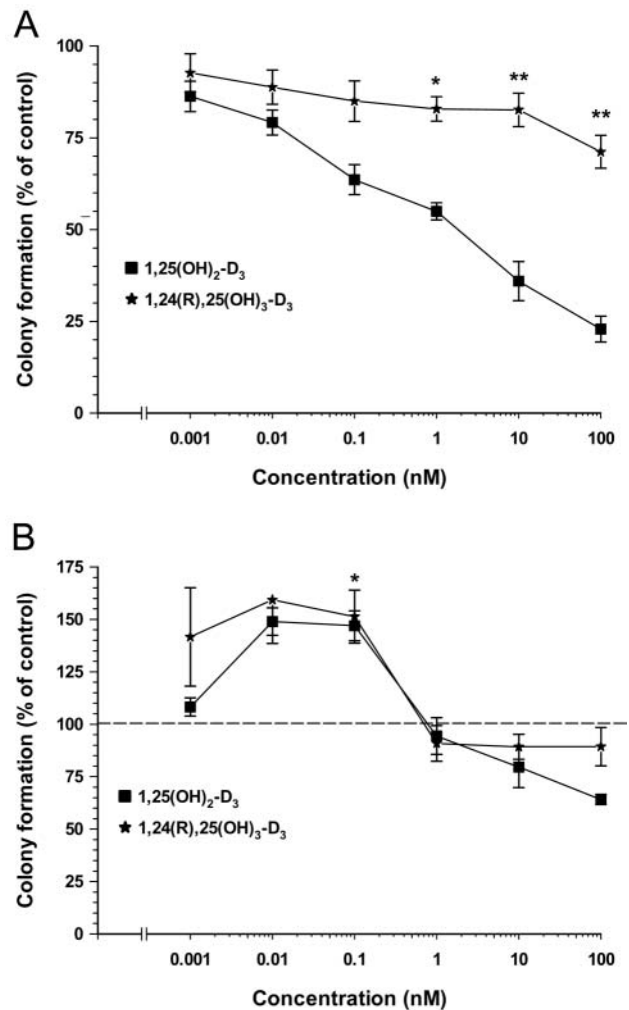 A
100
75
50
25
0
Colony formation (% of control)
*
**
**
1,25(OH)₂-D₃
1,24(R),25(OH)₃-D₃
0.001 0.01 0.1 1 10 100
Concentration (nM)
B
175
150
125
100
75
50
25
0
Colony formation (% of control)
*
1,25(OH)₂-D₃
1,24(R),25(OH)₃-D₃
0.001 0.01 0.1 1 10 100
Concentration (nM)